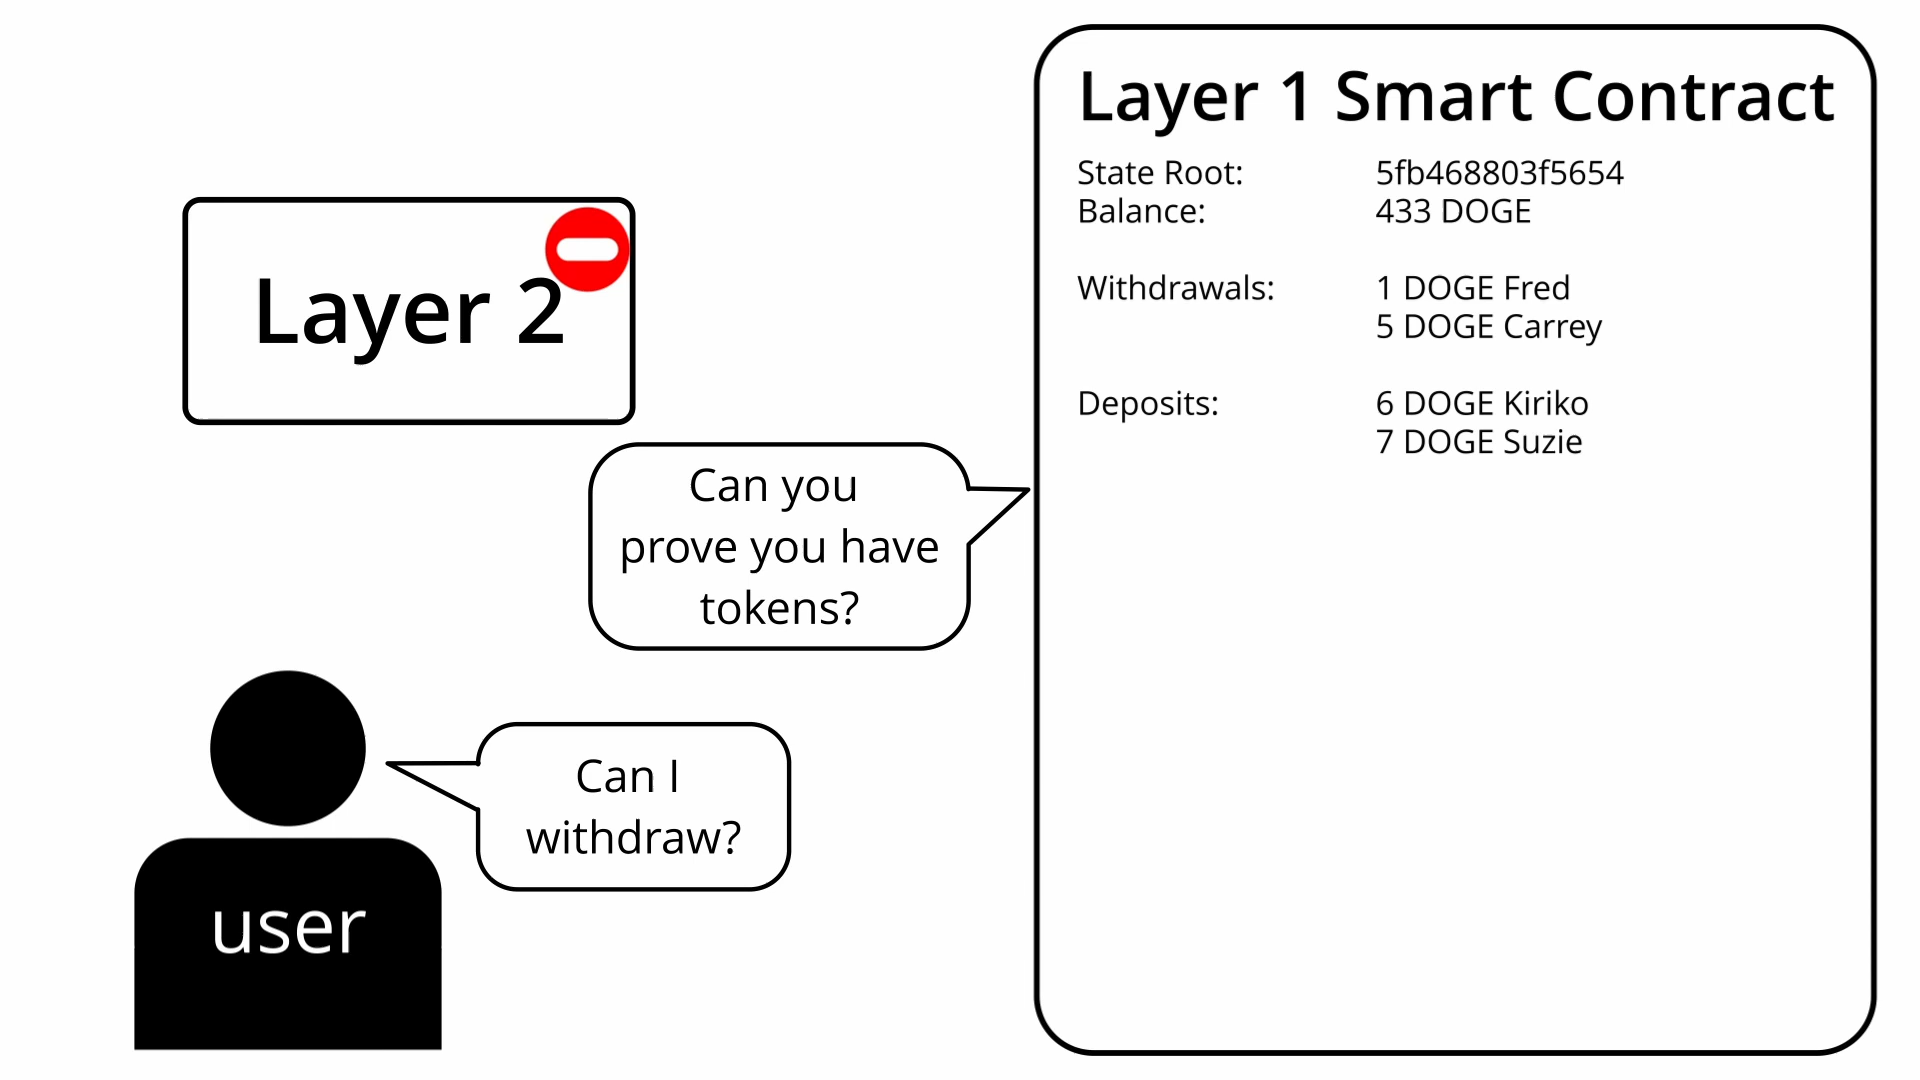 Layer 1 Smart Contract
State Root: 5fb468803f5654
Balance: 433 DOGE
Withdrawals: 1 DOGE Fred
5 DOGE Carrey
Deposits: 6 DOGE Kiriko
7 DOGE Suzie
Layer 2
Can you
prove you have
tokens?
Can I
withdraw?
user